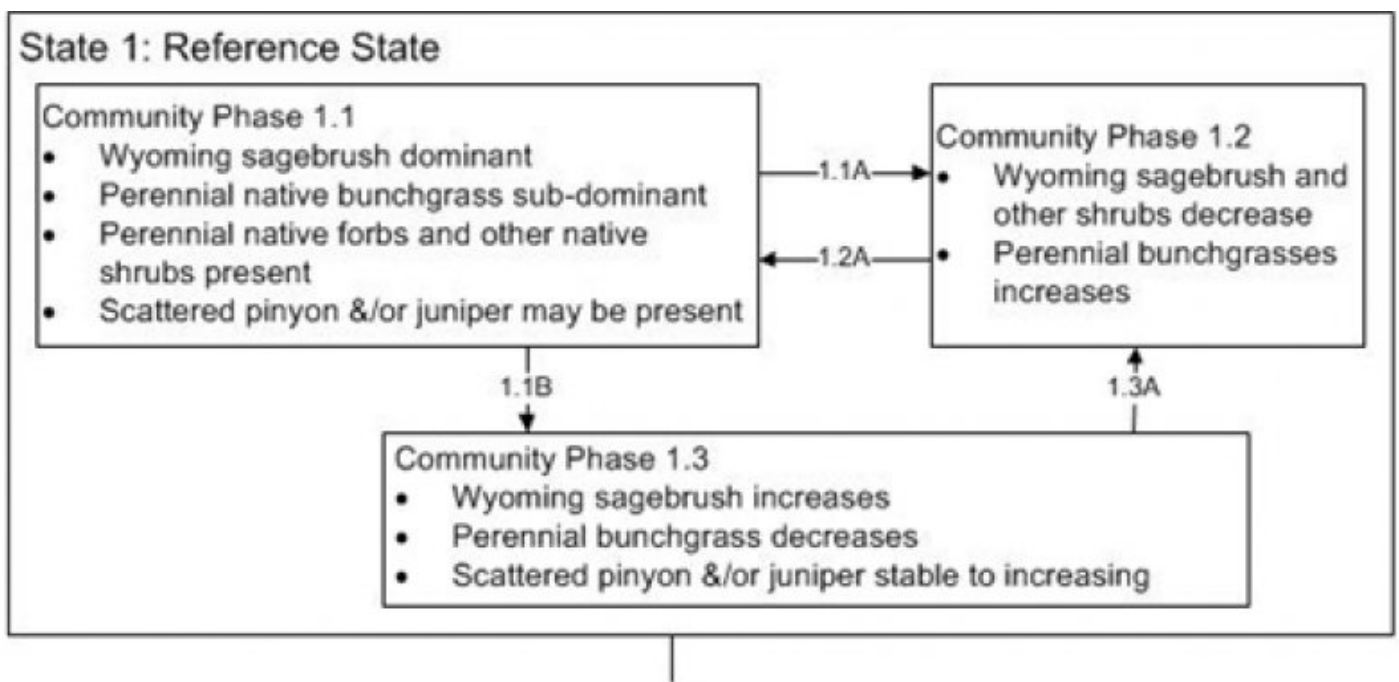 State 1: Reference State
Community Phase 1.1
• Wyoming sagebrush dominant
• Perennial native bunchgrass sub-dominant
• Perennial native forbs and other native
shrubs present
• Scattered pinyon &/or juniper may be present
1.1A
1.2A
Community Phase 1.2
• Wyoming sagebrush and
other shrubs decrease
• Perennial bunchgrasses
increases
1.1B
1.3A
Community Phase 1.3
• Wyoming sagebrush increases
• Perennial bunchgrass decreases
• Scattered pinyon &/or juniper stable to increasing